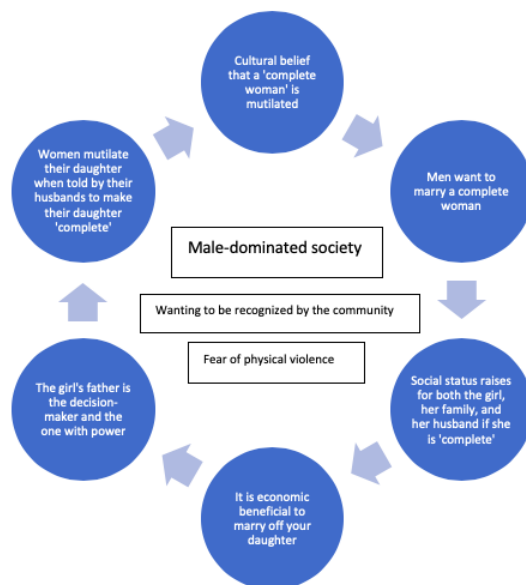 Cultural belief
that a 'complete
woman' is
mutilated
Men want to
marry a complete
woman
Social status raises
for both the girl,
her family, and
her husband if she
is 'complete'
It is economic
beneficial to
marry off your
daughter
The girl's father is
the decision-
maker and the
one with power
Women mutilate
their daughter
when told by their
husbands to make
their daughter
'complete'
Male-dominated society
Wanting to be recognized by the community
Fear of physical violence